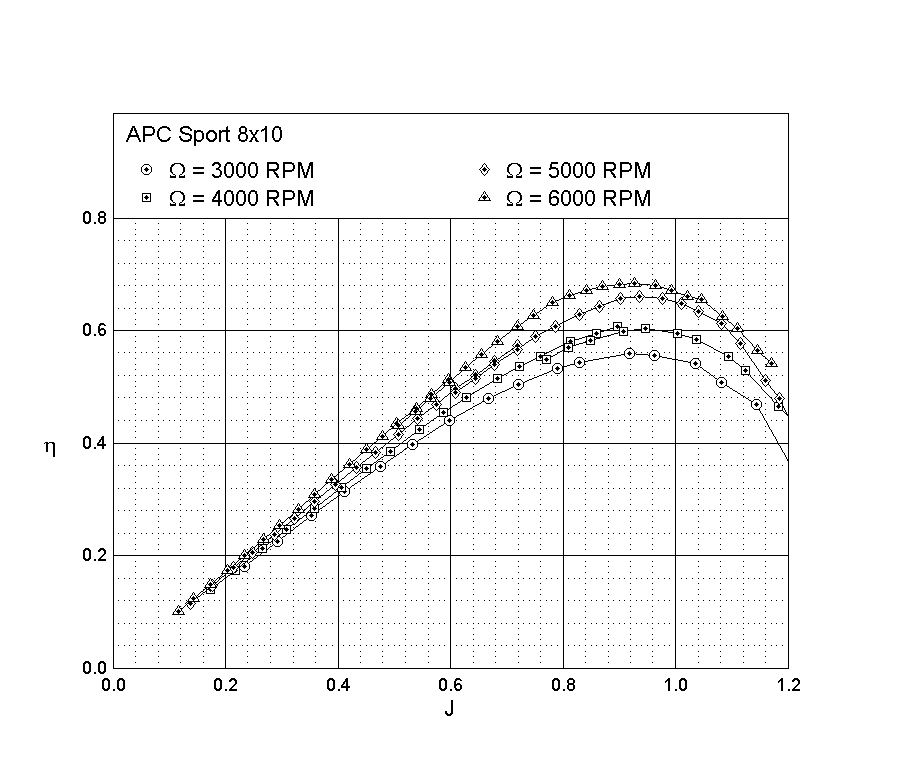 APC Sport 8x10
Ω = 3000 RPM
Ω = 5000 RPM
Ω = 4000 RPM
Ω = 6000 RPM
0.8
0.6
η
0.4
0.2
0.0
0.0 0.2 0.4 0.6 0.8 1.0 1.2
J